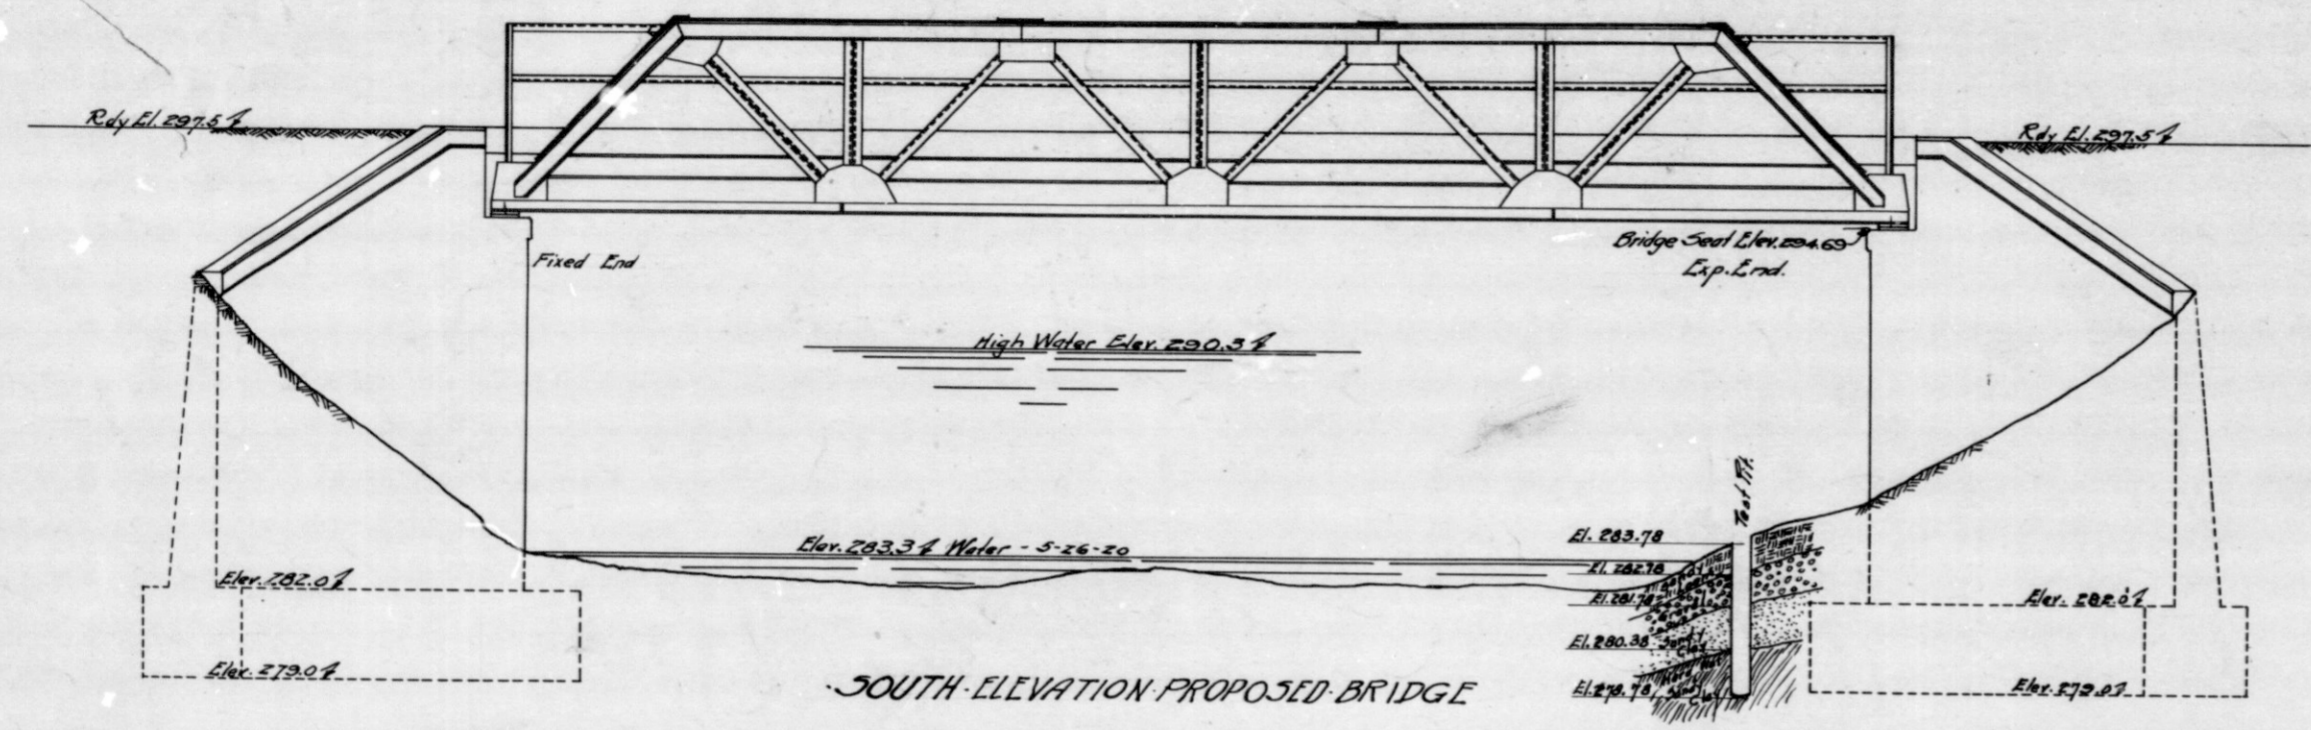 Rdy El. 297.5±
Rdy El. 297.5±
Bridge Seat Elev. 294.69
Fixed End
Exp. End.
High Water Elev. 290.3±
Test Pit.
El. 283.78
Elev. 283.3± Water - 5-26-20
El. 282.78
Elev. 282.0±
El. 281.78
Elev. 282.0±
El. 280.38 Sandy
Clay
Elev. 279.0±
El. 278.78
Elev. 279.0±
·SOUTH·ELEVATION·PROPOSED·BRIDGE